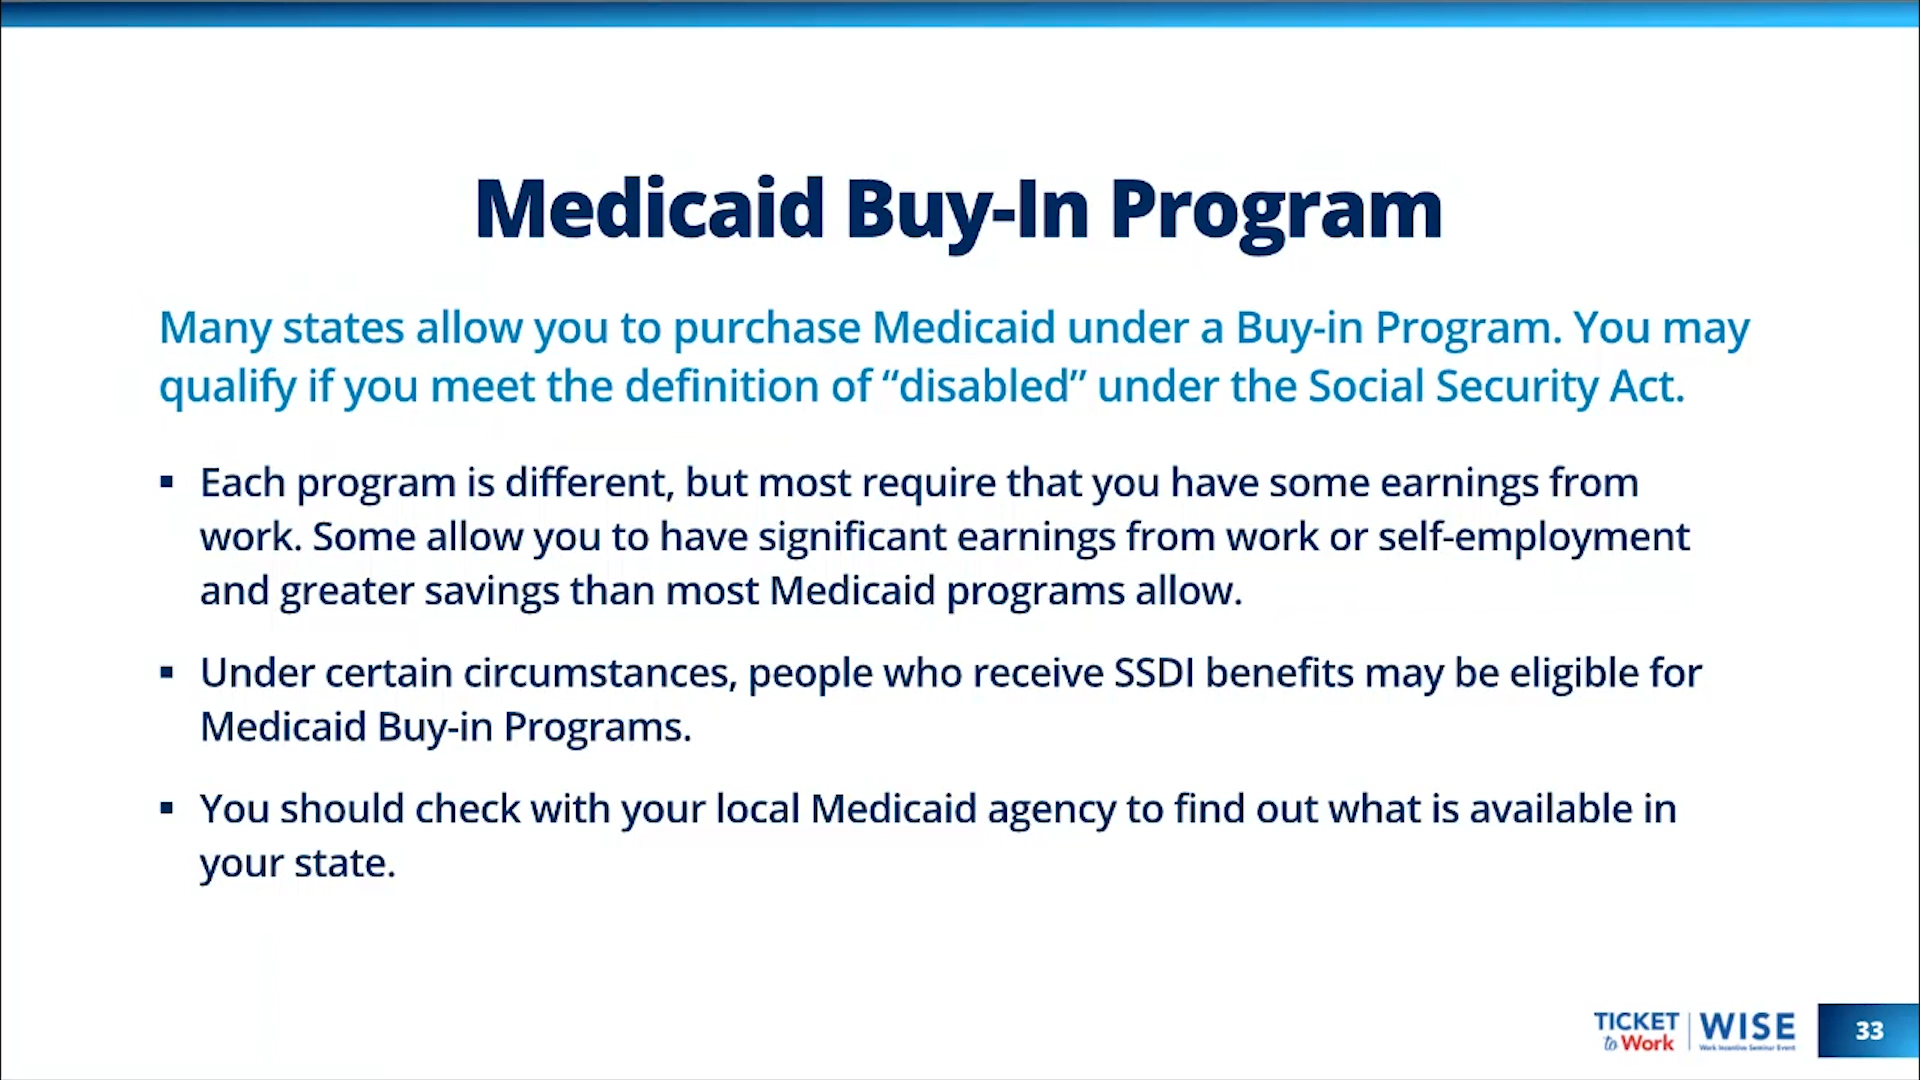 Medicaid Buy-In Program
Many states allow you to purchase Medicaid under a Buy-in Program. You may
qualify if you meet the definition of “disabled” under the Social Security Act.
▪ Each program is different, but most require that you have some earnings from
work. Some allow you to have significant earnings from work or self-employment
and greater savings than most Medicaid programs allow.
▪ Under certain circumstances, people who receive SSDI benefits may be eligible for
Medicaid Buy-in Programs.
▪ You should check with your local Medicaid agency to find out what is available in
your state.
TICKET
to Work
WISE
Work Incentive Seminar Event
33